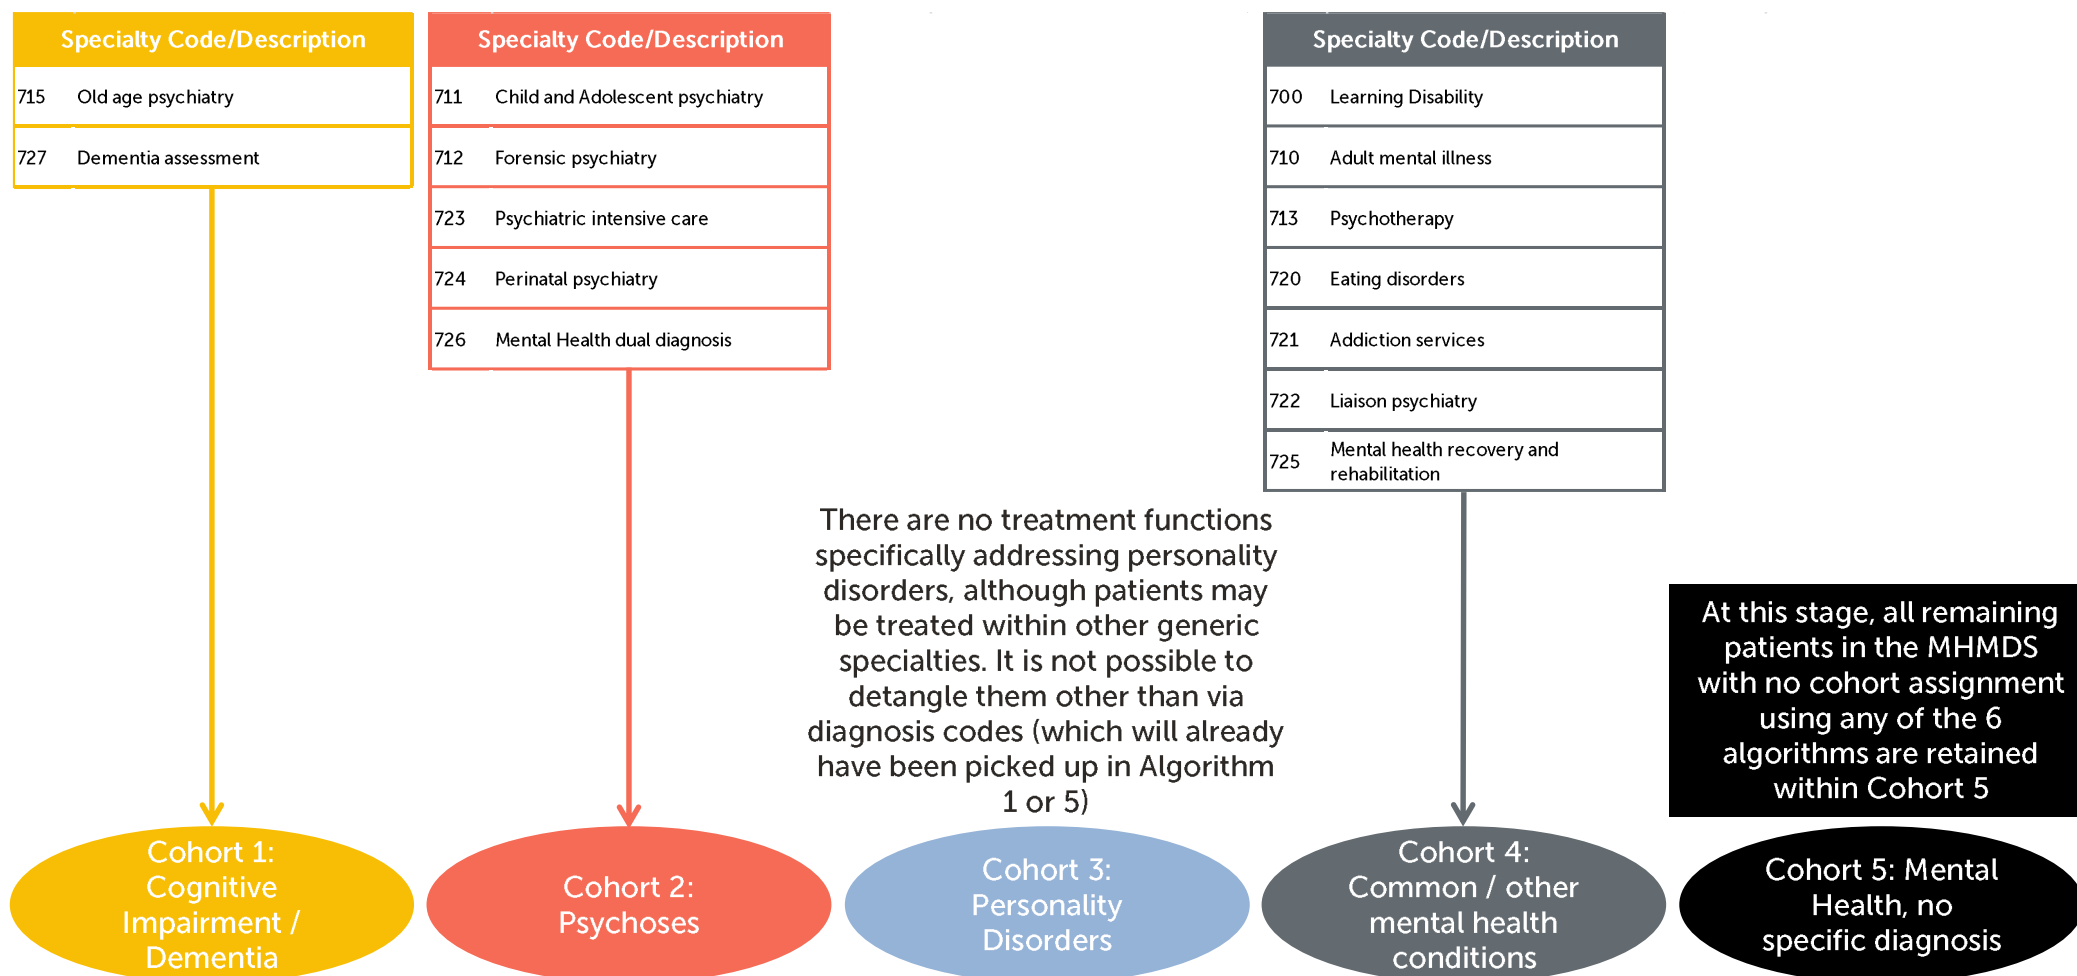 Specialty Code/Description
715 Old age psychiatry
727 Dementia assessment
Specialty Code/Description
711 Child and Adolescent psychiatry
712 Forensic psychiatry
723 Psychiatric intensive care
724 Perinatal psychiatry
726 Mental Health dual diagnosis
Specialty Code/Description
700 Learning Disability
710 Adult mental illness
713 Psychotherapy
720 Eating disorders
721 Addiction services
722 Liaison psychiatry
725 Mental health recovery and
rehabilitation
There are no treatment functions
specifically addressing personality
disorders, although patients may
be treated within other generic
specialties. It is not possible to
detangle them other than via
diagnosis codes (which will already
have been picked up in Algorithm
1 or 5)
At this stage, all remaining
patients in the MHMDS
with no cohort assignment
using any of the 6
algorithms are retained
within Cohort 5
Cohort 1:
Cognitive
Impairment /
Dementia
Cohort 2:
Psychoses
Cohort 3:
Personality
Disorders
Cohort 4:
Common / other
mental health
conditions
Cohort 5: Mental
Health, no
specific diagnosis